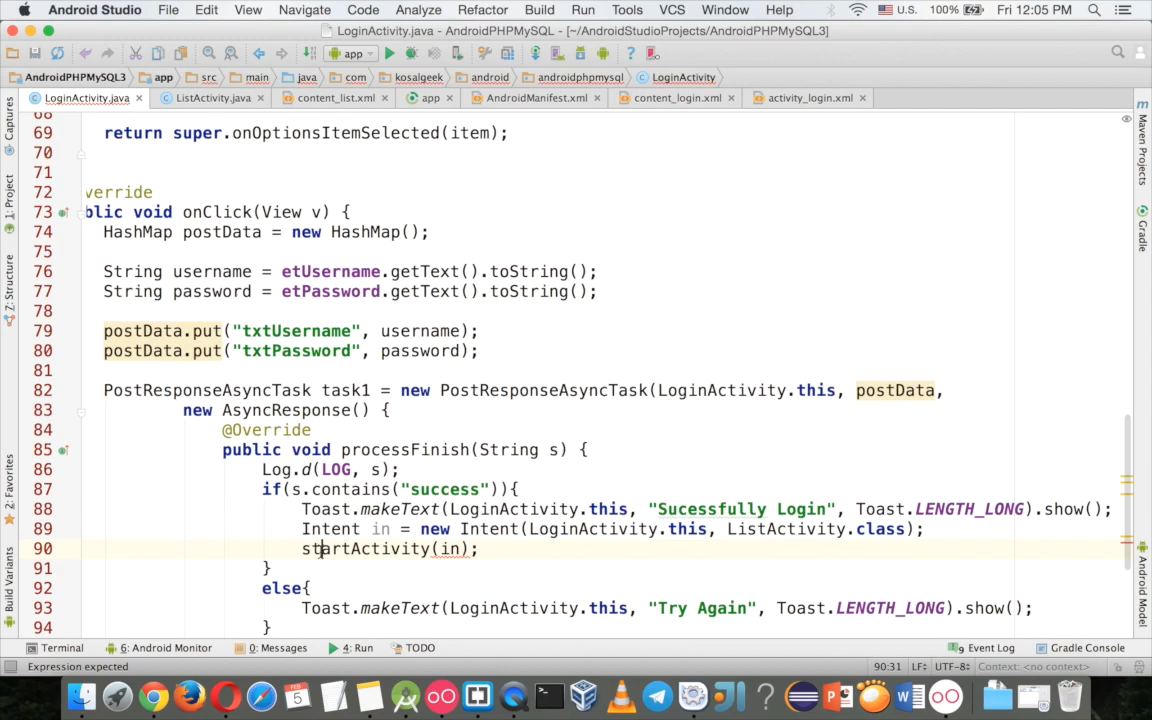 Android Studio File Edit View Navigate Code Analyze Refactor Build Run Tools VCS Window Help U.S. 100% Fri 12:05 PM
LoginActivity.java - [~/AndroidStudioProjects/AndroidPHPMySQL3]
app
AndroidPHPMySQL3 app src main java com kosalgeek android androidphpmysql LoginActivity
LoginActivity.java ListActivity.java content_list.xml app AndroidManifest.xml content_login.xml activity_login.xml
Captures
1: Project
7: Structure
2: Favorites
Build Variants
68
69 return super.onOptionsItemSelected(item);
70
71
72 verride
73 blic void onClick(View v) {
74 HashMap postData = new HashMap();
75
76 String username = etUsername.getText().toString();
77 String password = etPassword.getText().toString();
78
79 postData.put("txtUsername", username);
80 postData.put("txtPassword", password);
81
82 PostResponseAsyncTask task1 = new PostResponseAsyncTask(LoginActivity.this, postData,
83 new AsyncResponse() {
84 @Override
85 public void processFinish(String s) {
86 Log.d(LOG, s);
87 if(s.contains("success")){
88 Toast.makeText(LoginActivity.this, "Sucessfully Login", Toast.LENGTH_LONG).show();
89 Intent in = new Intent(LoginActivity.this, ListActivity.class);
90 startActivity(in);
91 }
92 else{
93 Toast.makeText(LoginActivity.this, "Try Again", Toast.LENGTH_LONG).show();
94 }
m
Maven Projects
Gradle
Android Model
Terminal 6: Android Monitor 0: Messages 4: Run TODO 9 Event Log Gradle Console
Expression expected 90:31 LF UTF-8 Context: <no context>
FEB
5